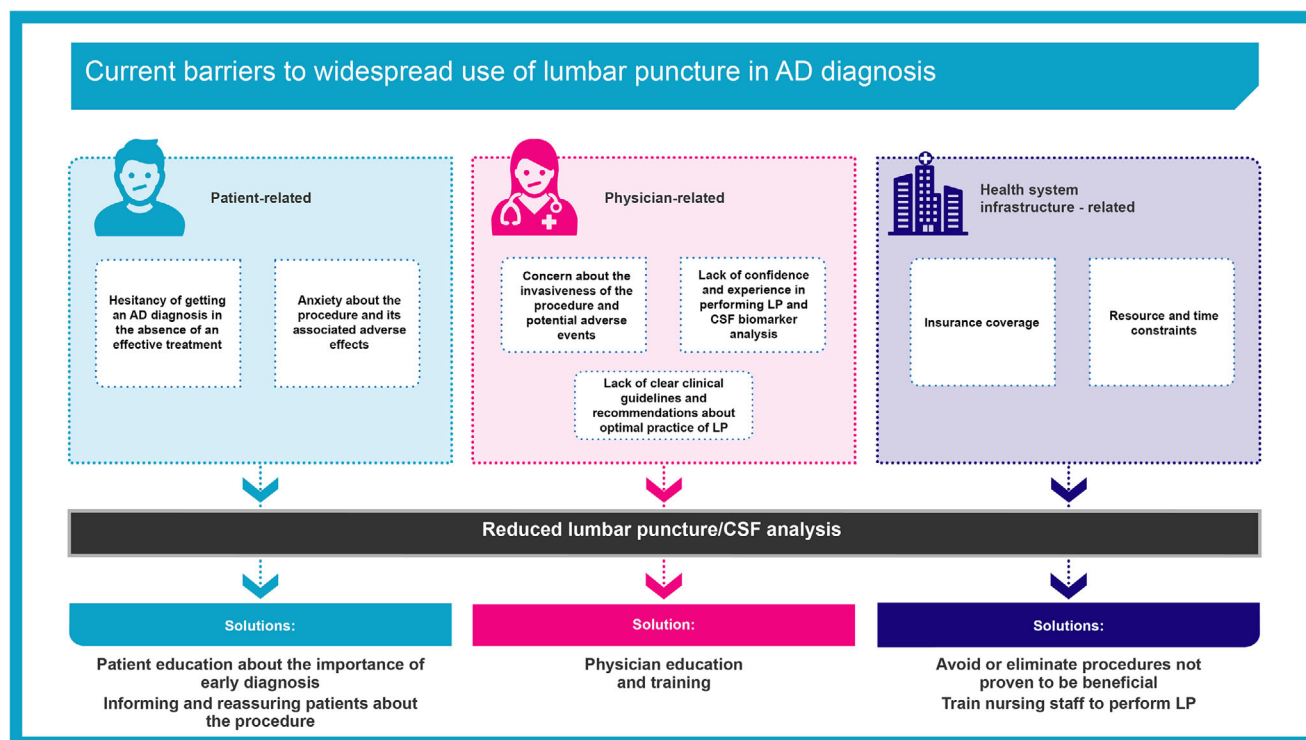 Current barriers to widespread use of lumbar puncture in AD diagnosis
Patient-related
Hesitancy of getting
an AD diagnosis in
the absence of an
effective treatment
Anxiety about the
procedure and its
associated adverse
effects
Physician-related
Concern about the
invasiveness of the
procedure and
potential adverse
events
Lack of confidence
and experience in
performing LP and
CSF biomarker
analysis
Lack of clear clinical
guidelines and
recommendations about
optimal practice of LP
Health system
infrastructure - related
Insurance coverage
Resource and time
constraints
Reduced lumbar puncture/CSF analysis
Solutions:
Patient education about the importance of
early diagnosis
Informing and reassuring patients about
the procedure
Solution:
Physician education
and training
Solutions:
Avoid or eliminate procedures not
proven to be beneficial
Train nursing staff to perform LP